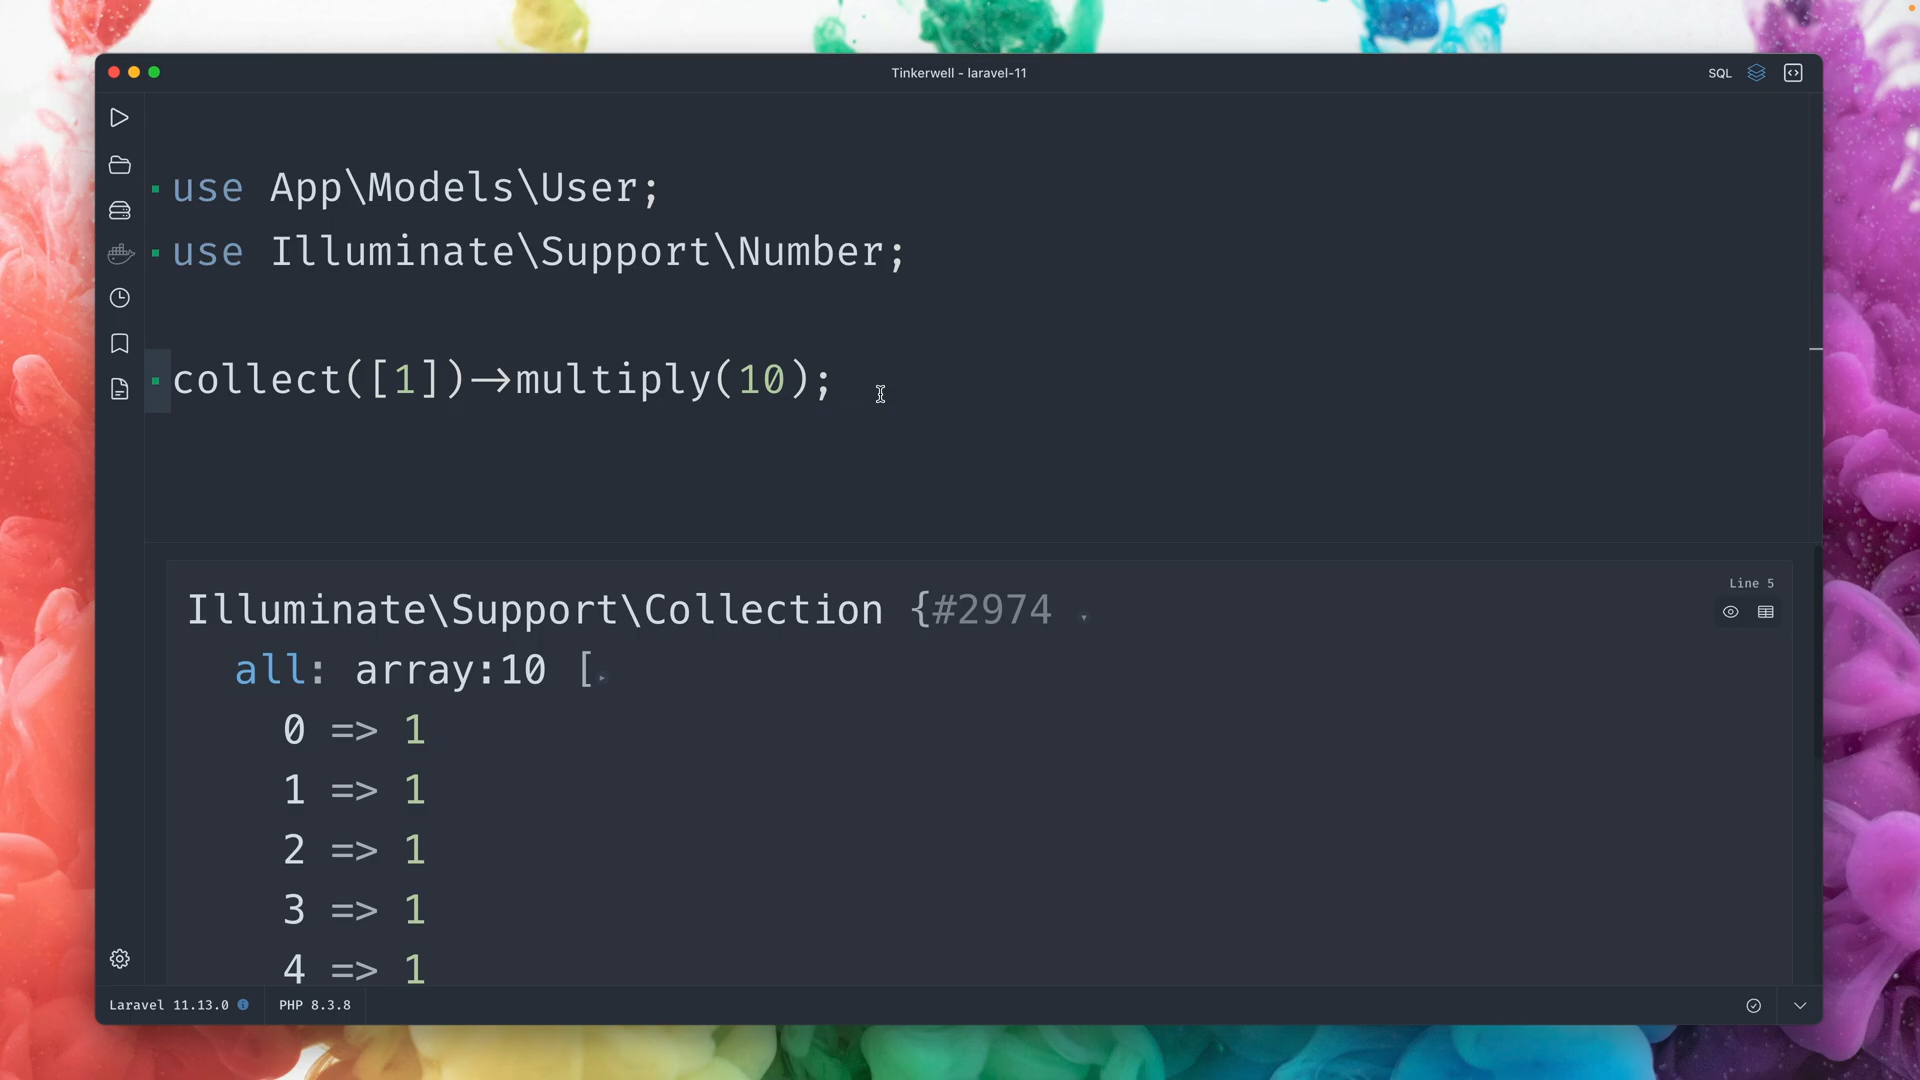 Tinkerwell - laravel-11
SQL
use App\Models\User;
use Illuminate\Support\Number;
collect([1])->multiply(10);
Line 5
Illuminate\Support\Collection {#2974
all: array:10 [
0 => 1
1 => 1
2 => 1
3 => 1
4 => 1
Laravel 11.13.0
PHP 8.3.8